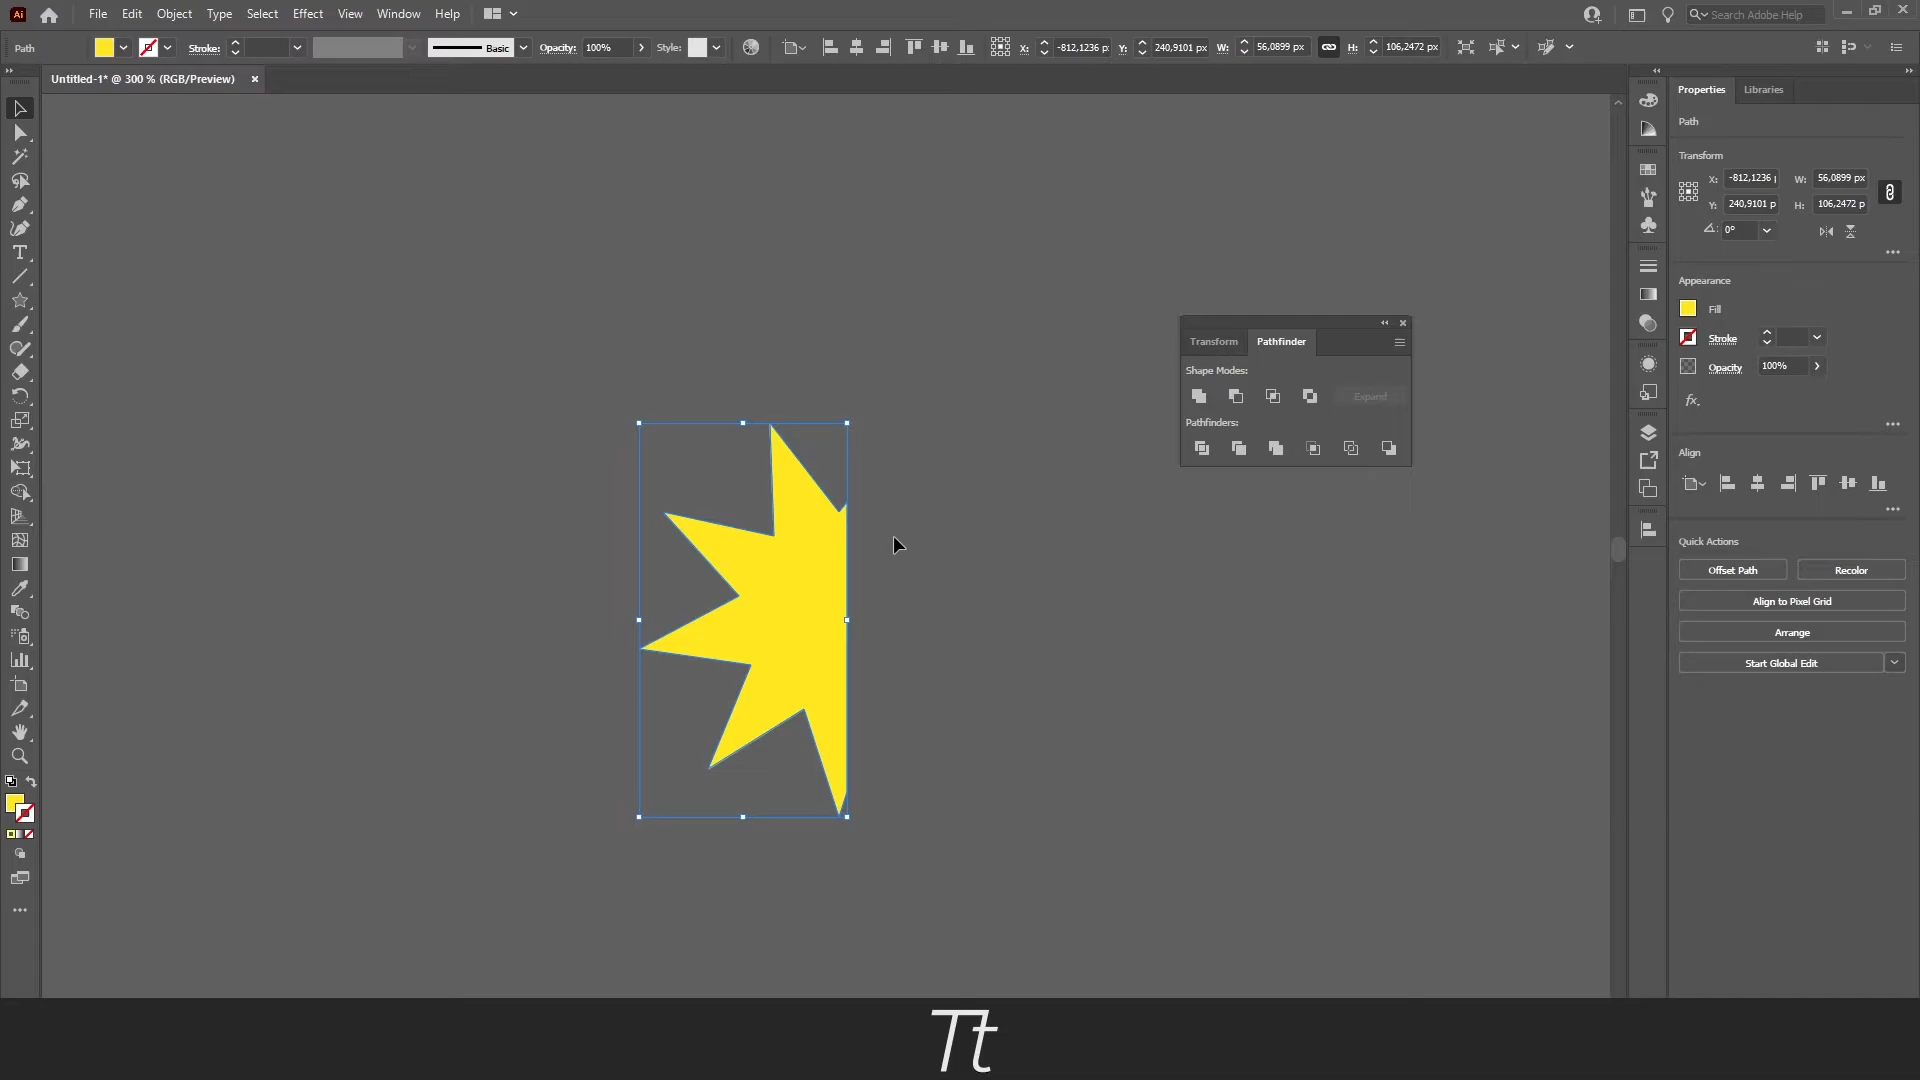 Ai File Edit Object Type Select Effect View Window Help Search Adobe Help
Path Stroke: Basic Opacity: 100% Style: X: -812,1236 p Y: 240,9101 px W: 56,0899 px H: 106,2472 px
Untitled-1* @ 300 % (RGB/Preview)
Properties Libraries
Path
Transform
X: -812,1236 p W: 56,0899 px
Y: 240,9101 p H: 106,2472 p
0°
Appearance
Fill
Stroke
Opacity 100%
fx.
Align
Quick Actions
Offset Path Recolor
Align to Pixel Grid
Arrange
Start Global Edit
Transform Pathfinder
Shape Modes:
Expand
Pathfinders:
Tt